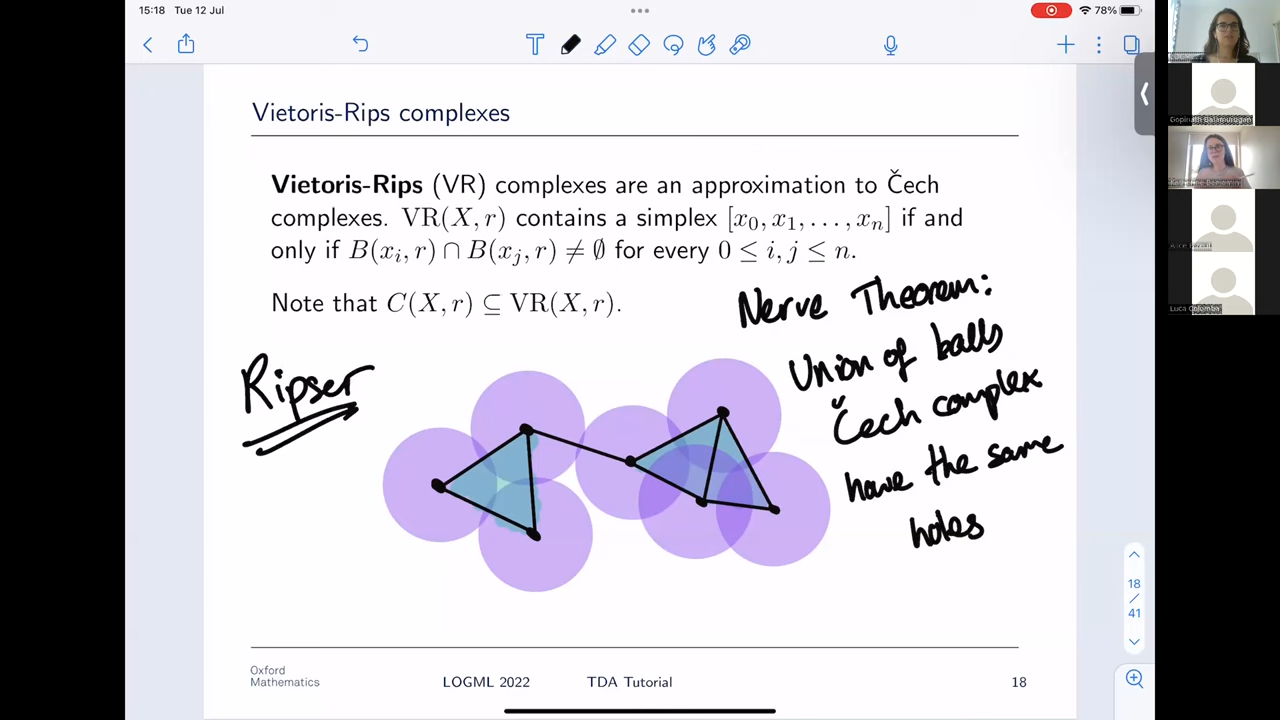 15:18 Tue 12 Jul
78%
Vietoris-Rips complexes
Vietoris-Rips (VR) complexes are an approximation to Čech
complexes. VR(X, r) contains a simplex [x₀, x₁, . . . , xₙ] if and
only if B(xᵢ, r) ∩ B(xⱼ, r) ≠ ∅ for every 0 ≤ i, j ≤ n.
Note that C(X, r) ⊆ VR(X, r).
Nerve Theorem:
Union of balls
Čech complex
have the same
holes
Ripser
18
/
41
Oxford
Mathematics
LOGML 2022 TDA Tutorial 18